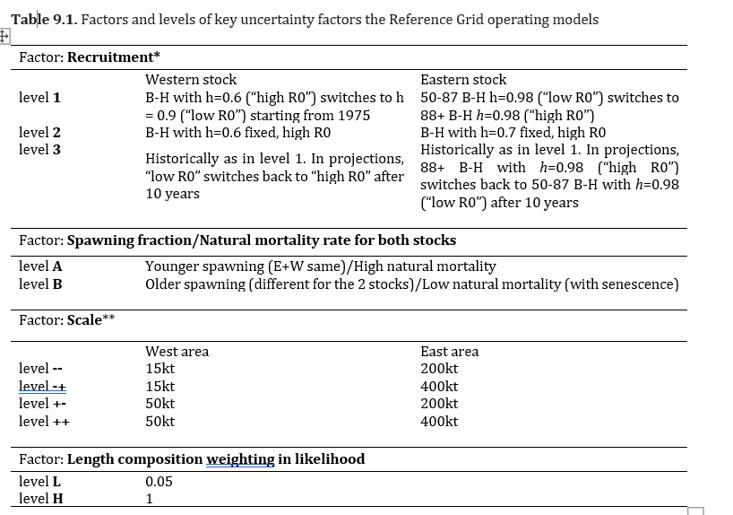 Table 9.1. Factors and levels of key uncertainty factors the Reference Grid operating models
Factor: Recruitment*
Western stock Eastern stock
level 1 B-H with h=0.6 (“high R0”) switches to h 50-87 B-H h=0.98 (“low R0”) switches to
= 0.9 (“low R0”) starting from 1975 88+ B-H h=0.98 (“high R0”)
level 2 B-H with h=0.6 fixed, high R0 B-H with h=0.7 fixed, high R0
level 3 Historically as in level 1. In projections, Historically as in level 1. In projections,
“low R0” switches back to “high R0” after 88+ B-H with h=0.98 (“high R0”)
10 years switches back to 50-87 B-H with h=0.98
(“low R0”) after 10 years
Factor: Spawning fraction/Natural mortality rate for both stocks
level A Younger spawning (E+W same)/High natural mortality
level B Older spawning (different for the 2 stocks)/Low natural mortality (with senescence)
Factor: Scale**
West area East area
level -- 15kt 200kt
level -+ 15kt 400kt
level +- 50kt 200kt
level ++ 50kt 400kt
Factor: Length composition weighting in likelihood
level L 0.05
level H 1